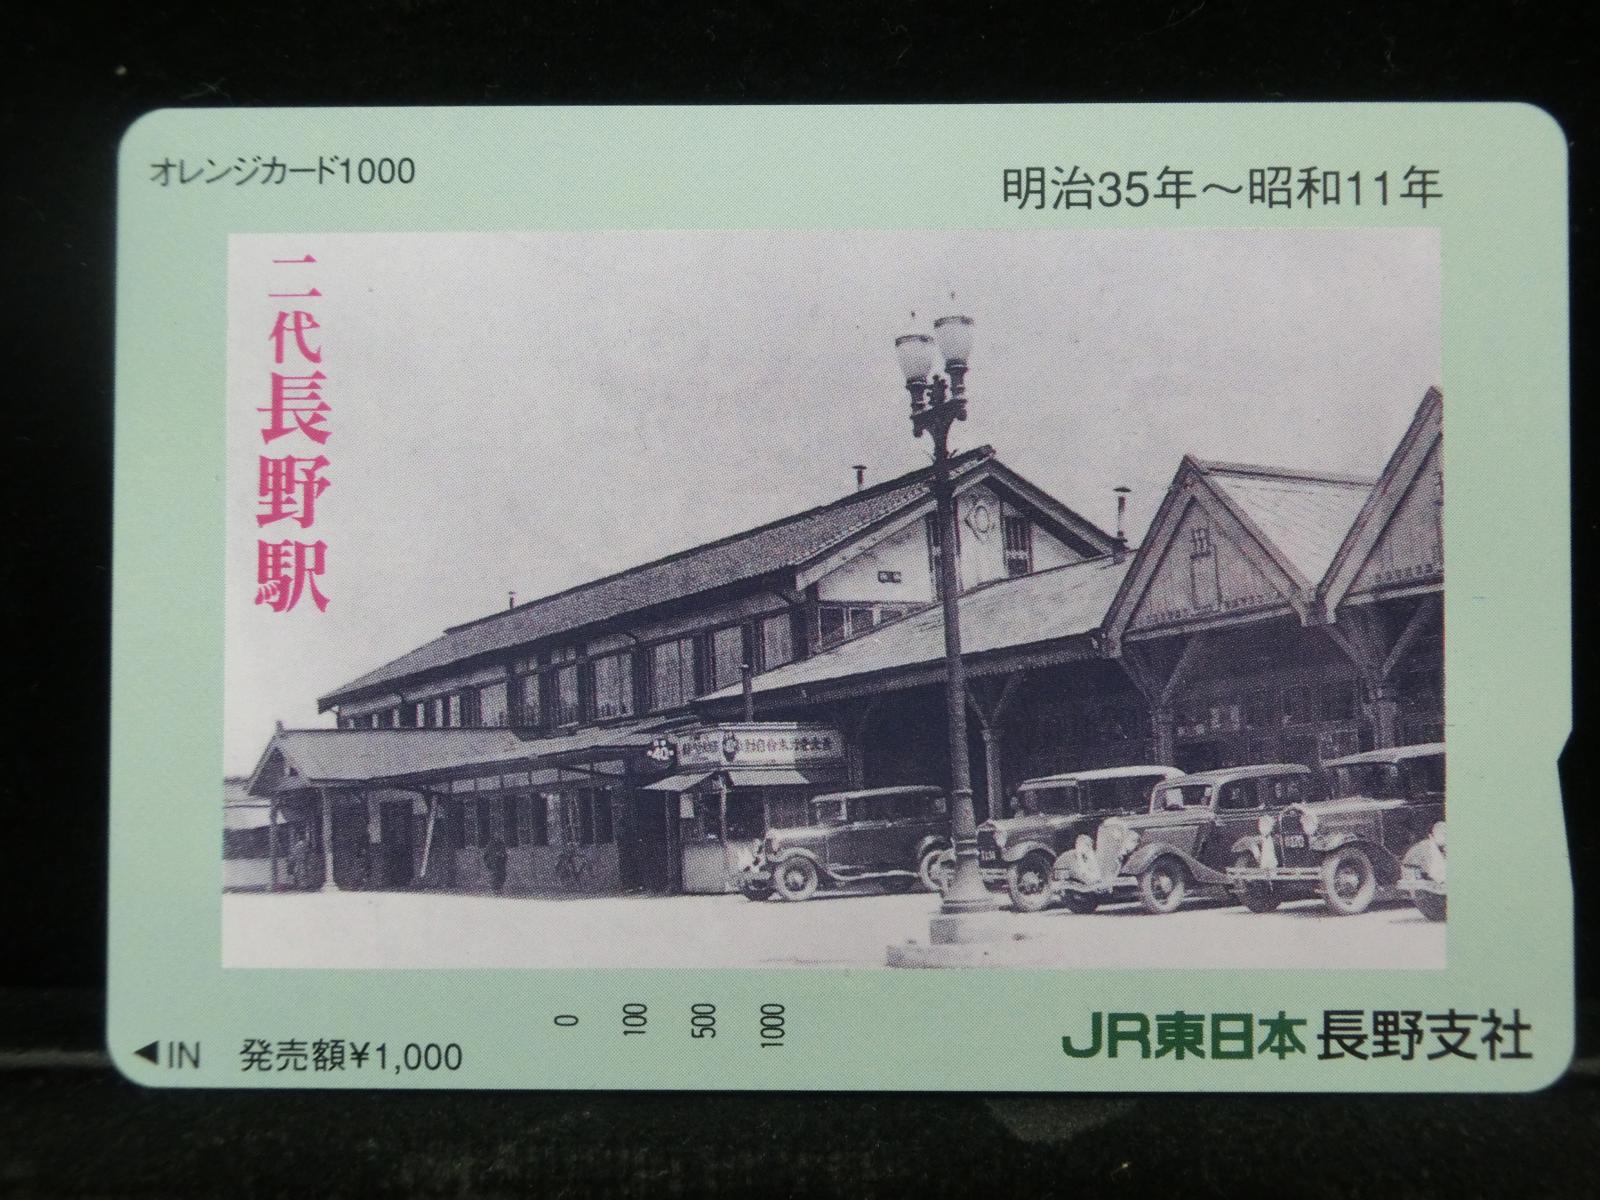 オレンジカード1000
明治35年～昭和11年
二代長野駅
0 100 500 1000
◀IN 発売額¥1,000
JR東日本 長野支社